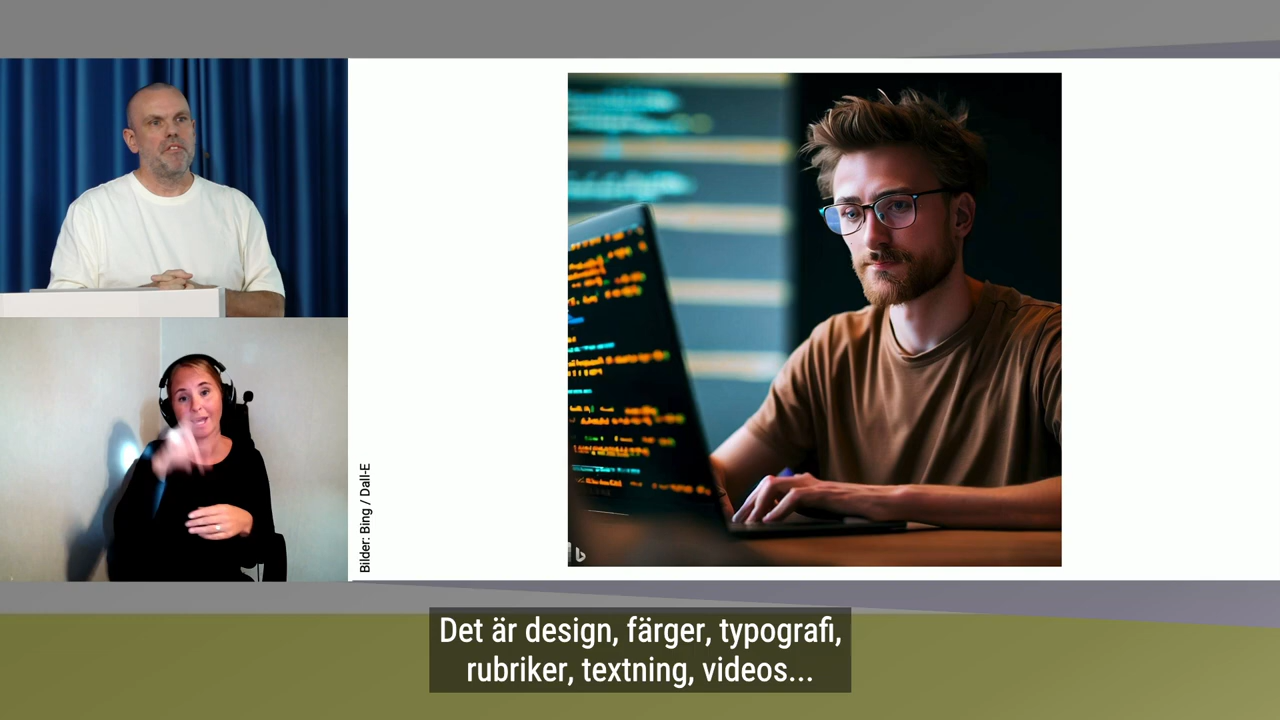 Bilder: Bing / Dall-E
Det är design, färger, typografi,
rubriker, textning, videos...